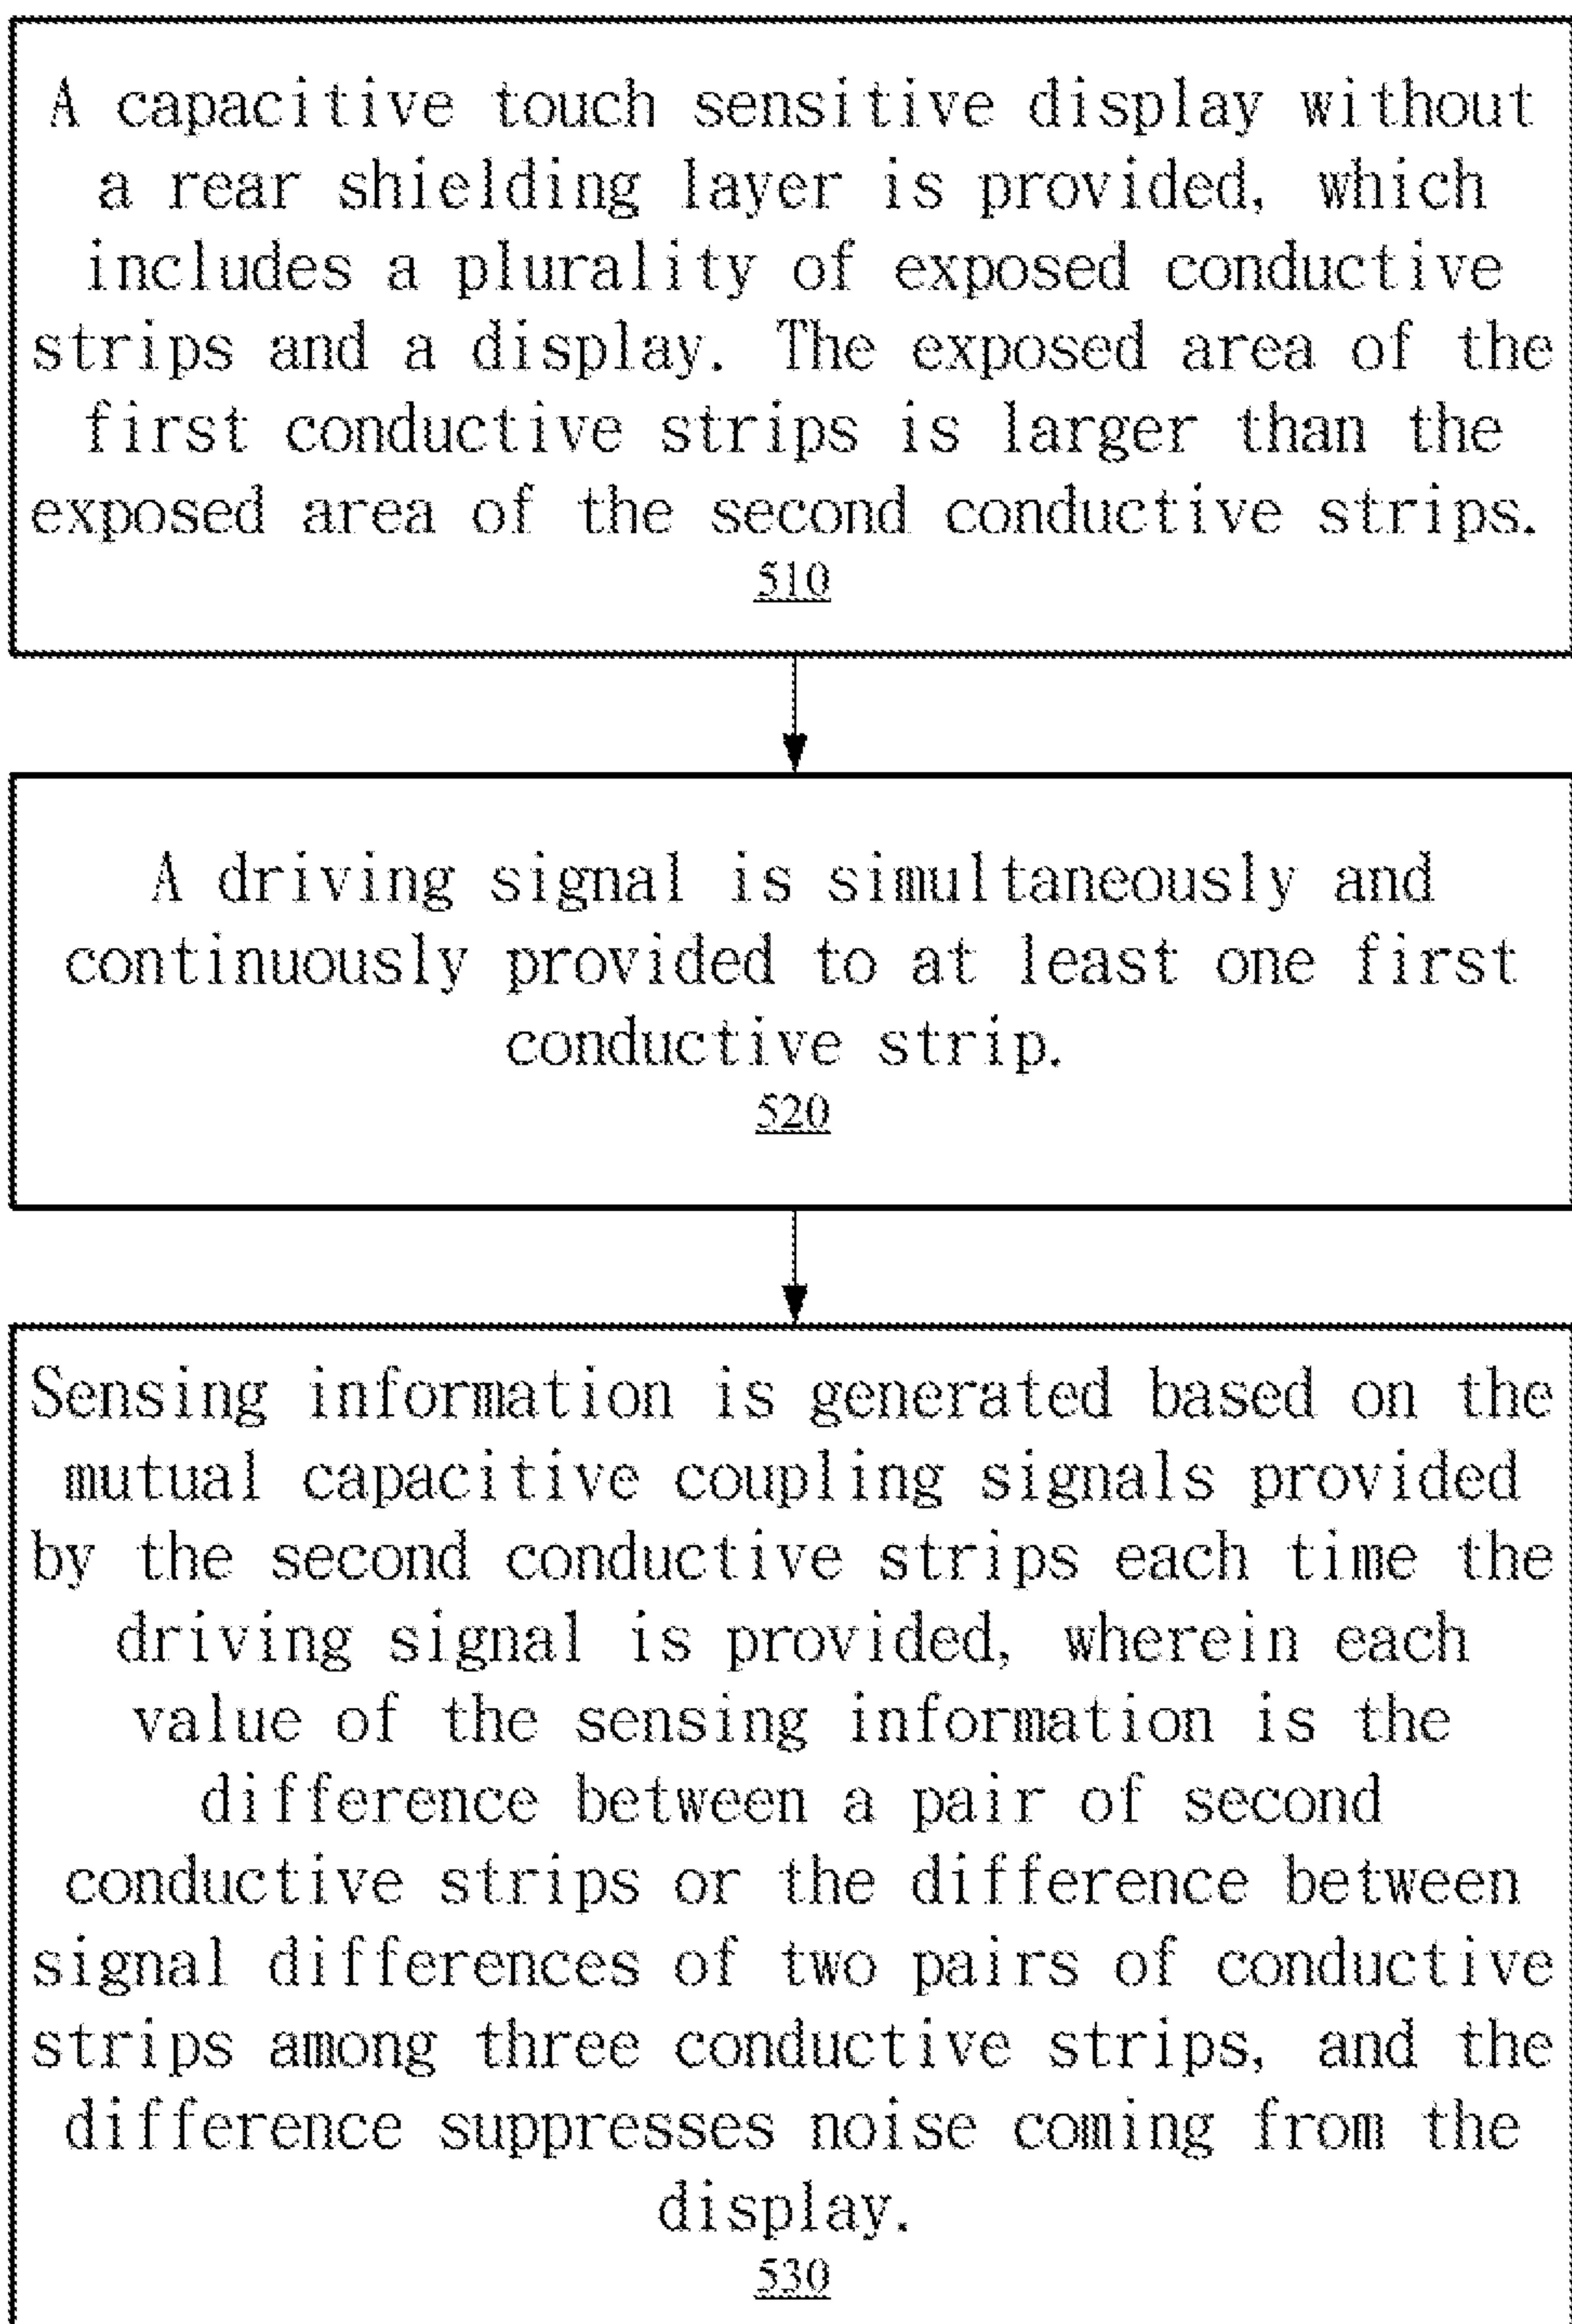 A capacitive touch sensitive display without
a rear shielding layer is provided, which
includes a plurality of exposed conductive
strips and a display. The exposed area of the
first conductive strips is larger than the
exposed area of the second conductive strips.
510
A driving signal is simultaneously and
continuously provided to at least one first
conductive strip.
520
Sensing information is generated based on the
mutual capacitive coupling signals provided
by the second conductive strips each time the
driving signal is provided, wherein each
value of the sensing information is the
difference between a pair of second
conductive strips or the difference between
signal differences of two pairs of conductive
strips among three conductive strips, and the
difference suppresses noise coming from the
display.
530